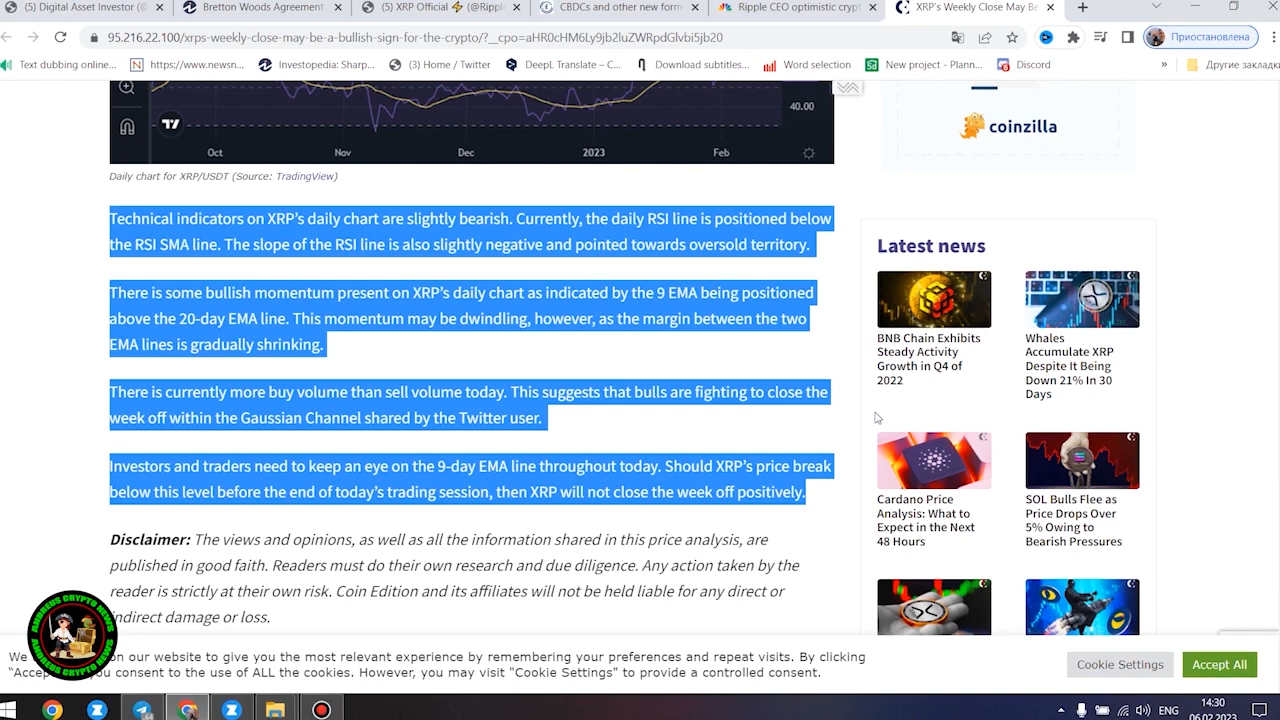 (5) Digital Asset Investor (@
Bretton Woods Agreement
(5) XRP Official ⚡ (@Rippl
CBDCs and other new form
Ripple CEO optimistic crypt
XRP's Weekly Close May Be
95.216.22.100/xrps-weekly-close-may-be-a-bullish-sign-for-the-crypto/?__cpo=aHR0cHM6Ly9jb2luZWRpdGlvbi5jb20
Приостановлена
Text dubbing online...
https://www.newsn...
Investopedia: Sharp...
(3) Home / Twitter
DeepL Translate – C...
Download subtitles...
Word selection
New project - Plann...
Discord
»
Другие закладки
40.00
Oct Nov Dec 2023 Feb
Daily chart for XRP/USDT (Source: TradingView)
Technical indicators on XRP’s daily chart are slightly bearish. Currently, the daily RSI line is positioned below
the RSI SMA line. The slope of the RSI line is also slightly negative and pointed towards oversold territory.
There is some bullish momentum present on XRP’s daily chart as indicated by the 9 EMA being positioned
above the 20-day EMA line. This momentum may be dwindling, however, as the margin between the two
EMA lines is gradually shrinking.
There is currently more buy volume than sell volume today. This suggests that bulls are fighting to close the
week off within the Gaussian Channel shared by the Twitter user.
Investors and traders need to keep an eye on the 9-day EMA line throughout today. Should XRP’s price break
below this level before the end of today’s trading session, then XRP will not close the week off positively.
Disclaimer: The views and opinions, as well as all the information shared in this price analysis, are
published in good faith. Readers must do their own research and due diligence. Any action taken by the
reader is strictly at their own risk. Coin Edition and its affiliates will not be held liable for any direct or
indirect damage or loss.
coinzilla
Latest news
BNB Chain Exhibits
Steady Activity
Growth in Q4 of
2022
Whales
Accumulate XRP
Despite It Being
Down 21% In 30
Days
Cardano Price
Analysis: What to
Expect in the Next
48 Hours
SOL Bulls Flee as
Price Drops Over
5% Owing to
Bearish Pressures
ANDREUS CRYPTO NEWS
ANDREUS CRYPTO NEWS
We on our website to give you the most relevant experience by remembering your preferences and repeat visits. By clicking
“Accep you consent to the use of ALL the cookies. However, you may visit "Cookie Settings" to provide a controlled consent.
Cookie Settings
Accept All
ENG
14:30
06.02.2023